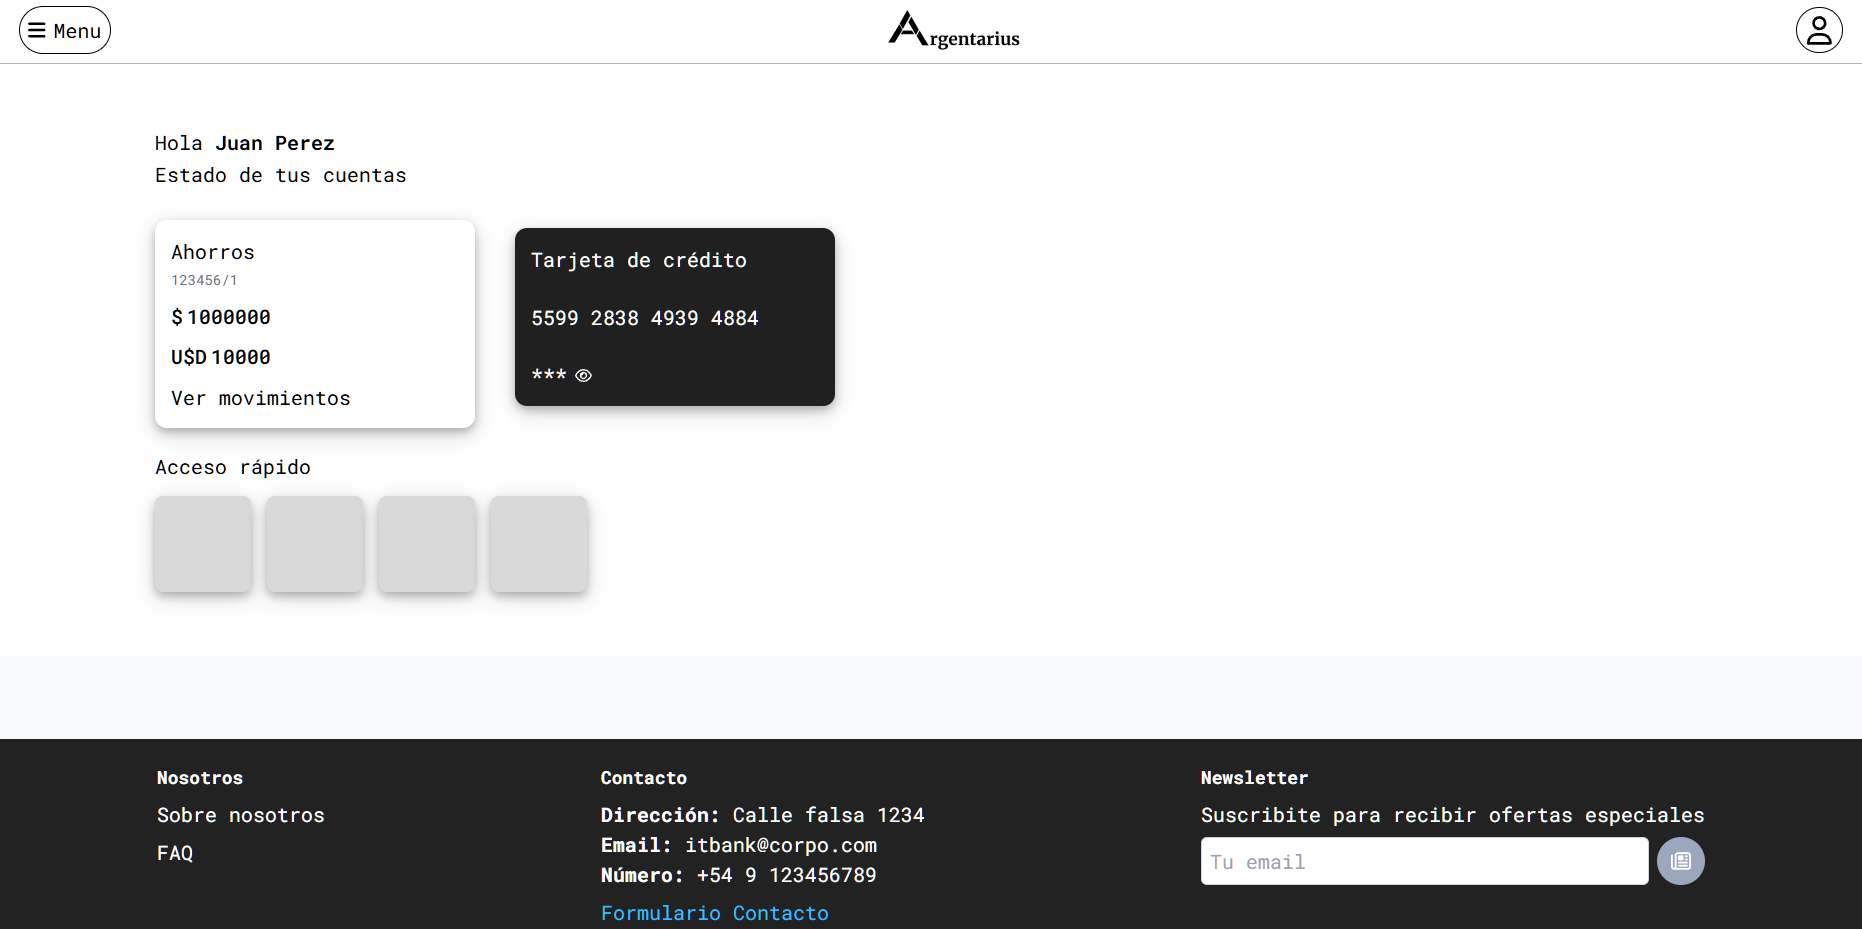 Menu
Argentarius
Hola Juan Perez
Estado de tus cuentas
Ahorros
123456/1
$ 1000000
U$D 10000
Ver movimientos
Tarjeta de crédito
5599 2838 4939 4884
***
Acceso rápido
Nosotros
Sobre nosotros
FAQ
Contacto
Dirección: Calle falsa 1234
Email: itbank@corpo.com
Número: +54 9 123456789
Formulario Contacto
Newsletter
Suscribite para recibir ofertas especiales
Tu email